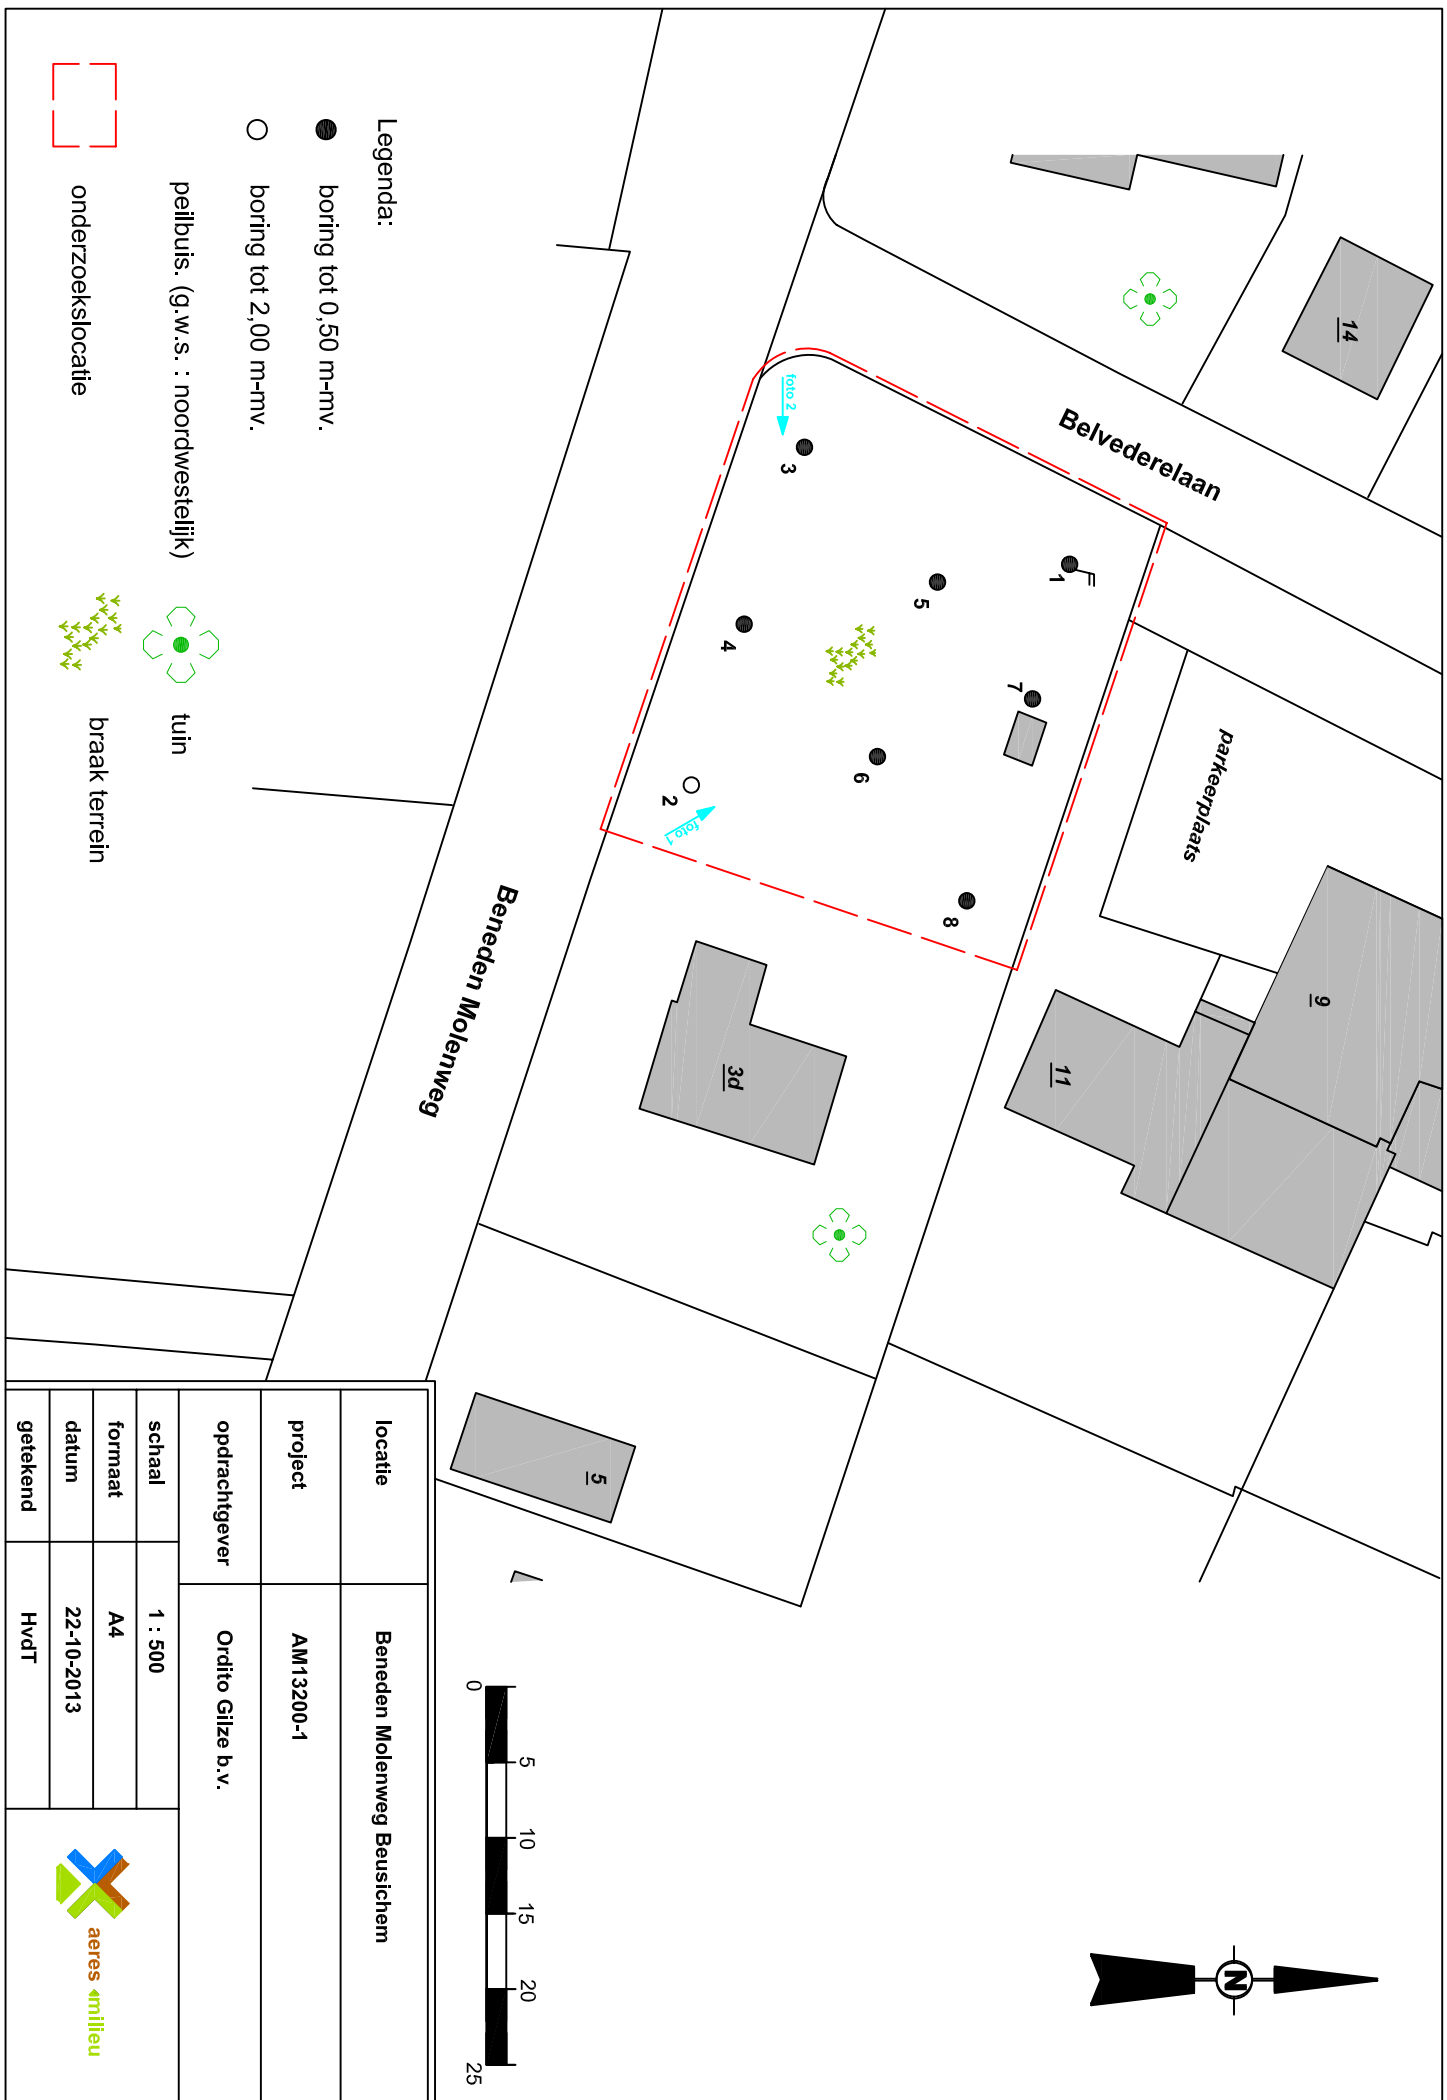 14
Belvederelaan
parkeerplaats
9
11
foto 2
3
1
5
4
7
6
2
foto 1
8
3d
Beneden Molenweg
5
Legenda:
boring tot 0,50 m-mv.
boring tot 2,00 m-mv.
peilbuis. (g.w.s. : noordwestelijk)
onderzoekslocatie
tuin
braak terrein
N
0 5 10 15 20 25
locatie Beneden Molenweg Beusichem
project AM13200-1
opdrachtgever Ordito Gilze b.v.
schaal 1 : 500
formaat A4
datum 22-10-2013
getekend HvdT
aeres milieu